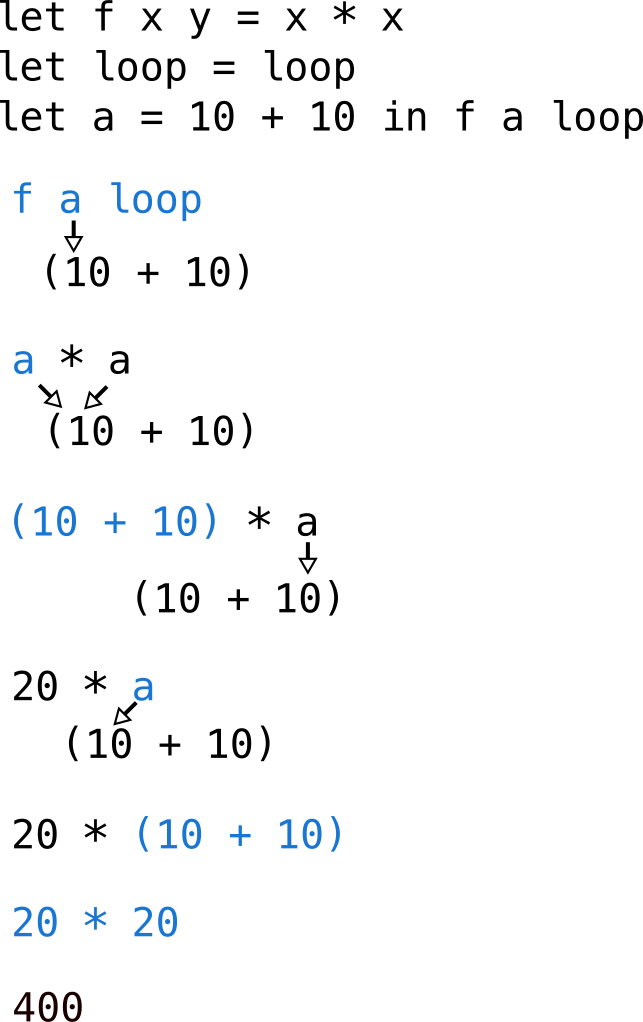 let f x y = x * x
let loop = loop
let a = 10 + 10 in f a loop
f a loop
(10 + 10)
a * a
(10 + 10)
(10 + 10) * a
(10 + 10)
20 * a
(10 + 10)
20 * (10 + 10)
20 * 20
400